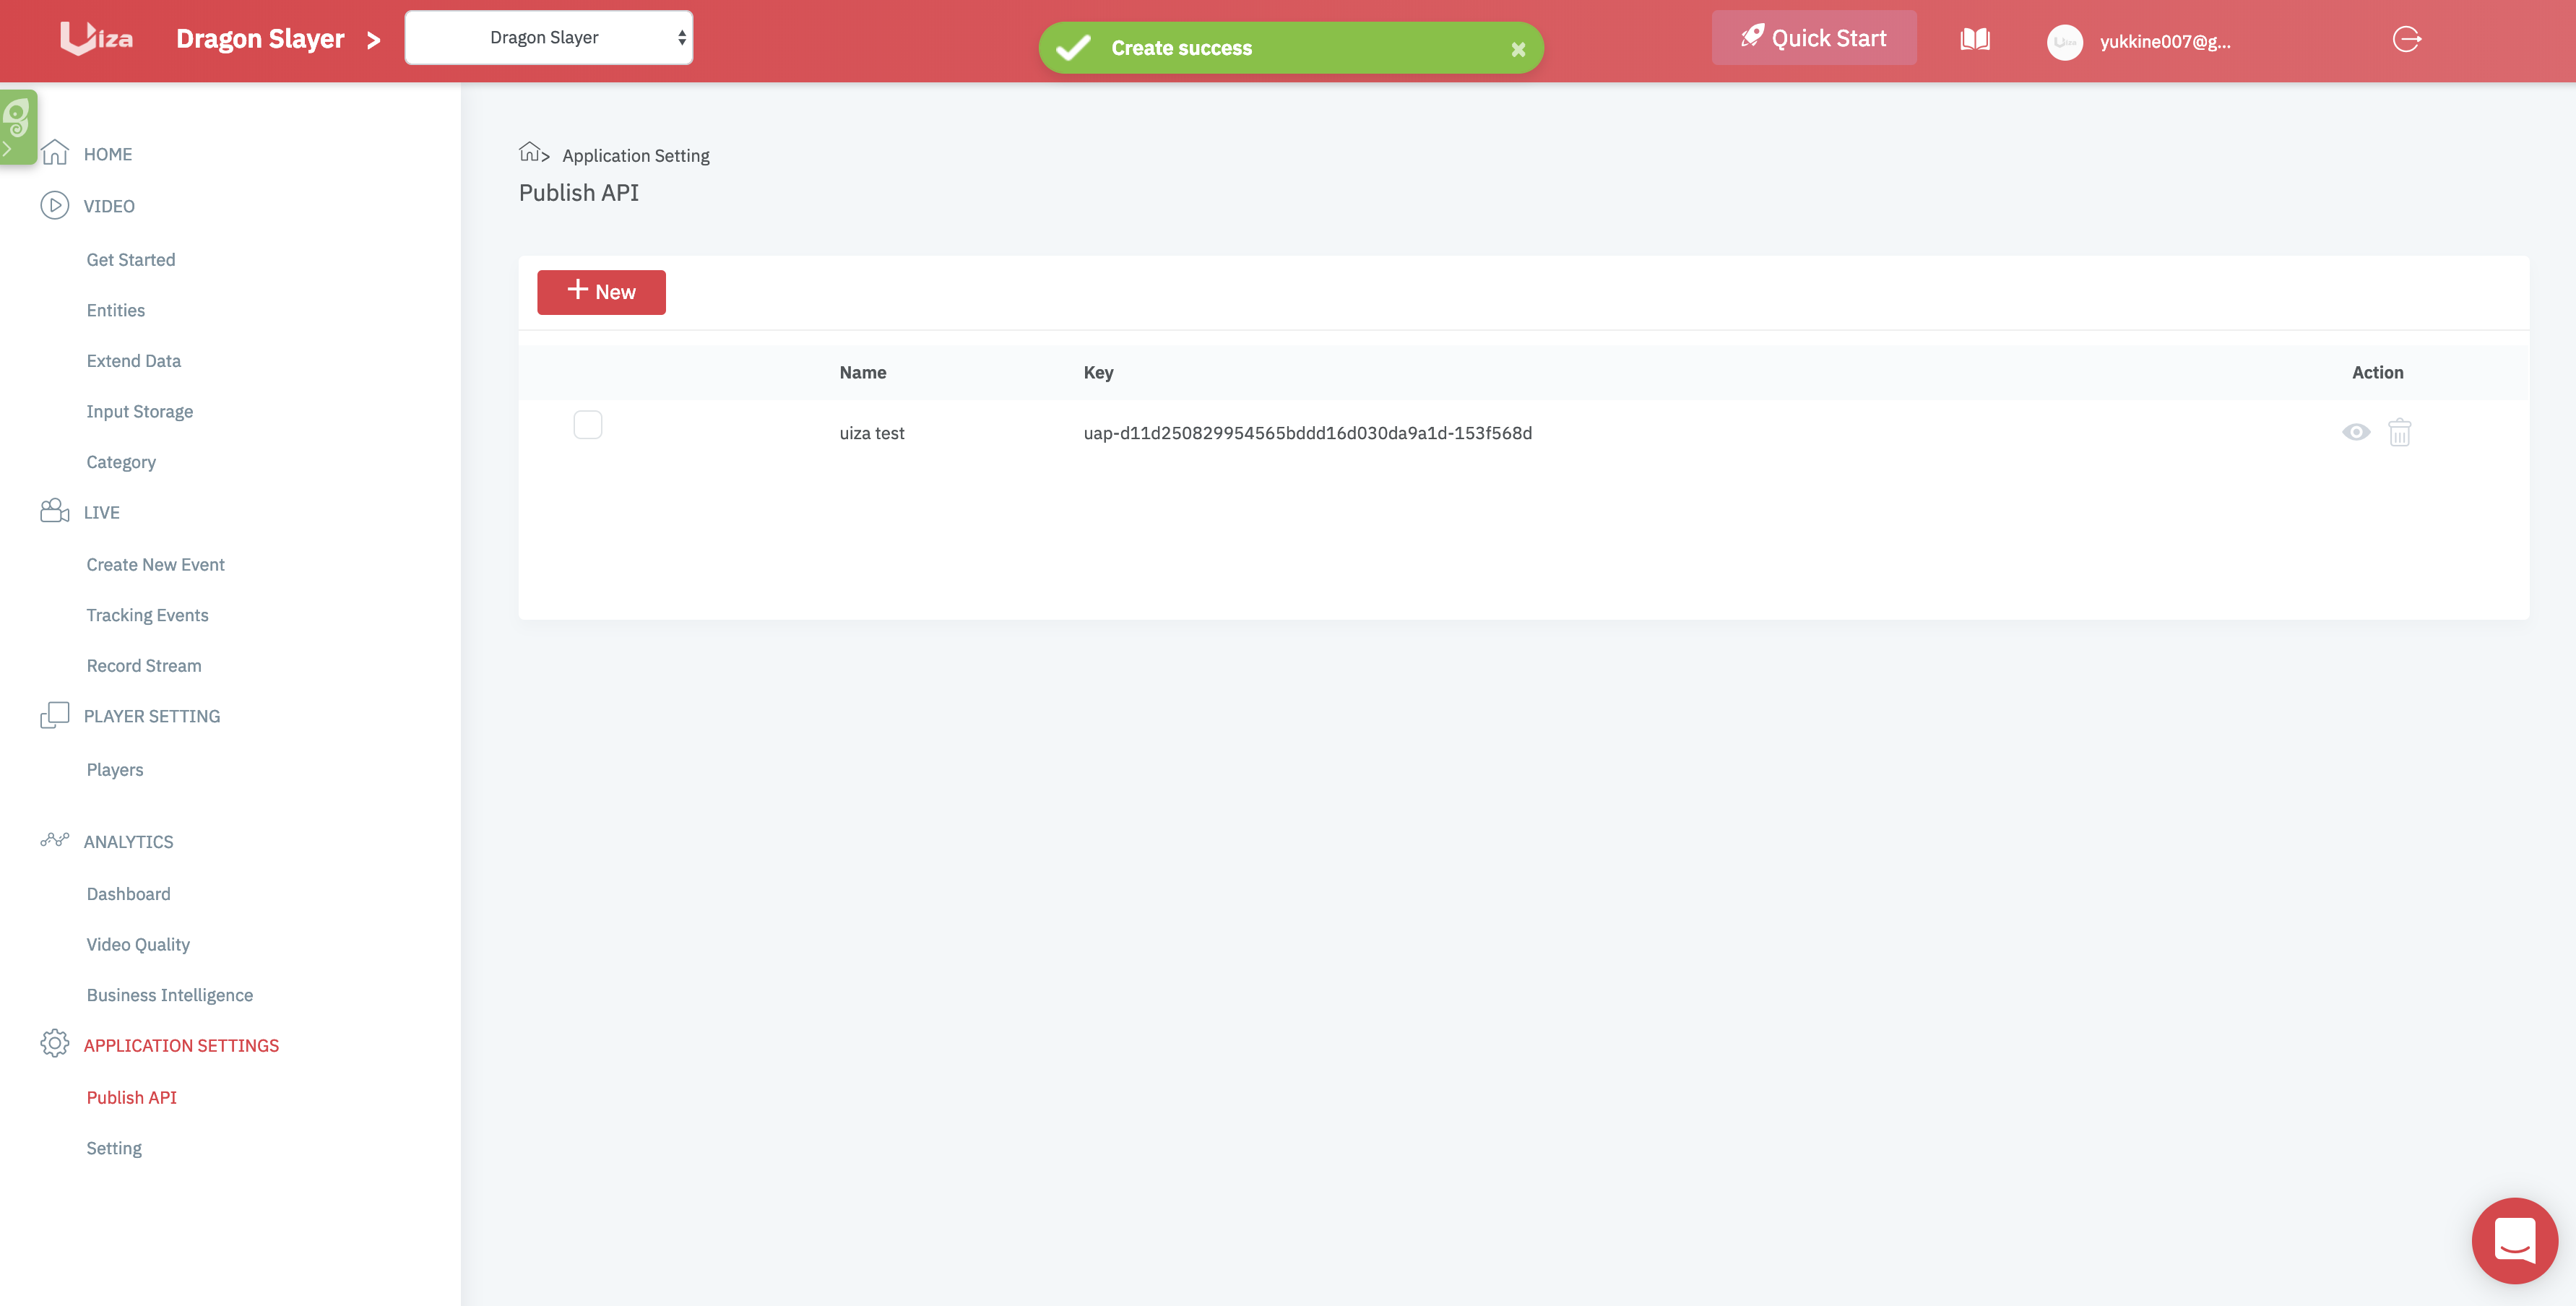 Uiza
Dragon Slayer >
Dragon Slayer
Create success
Quick Start
yukkine007@g...
HOME
VIDEO
Get Started
Entities
Extend Data
Input Storage
Category
LIVE
Create New Event
Tracking Events
Record Stream
PLAYER SETTING
Players
ANALYTICS
Dashboard
Video Quality
Business Intelligence
APPLICATION SETTINGS
Publish API
Setting
> Application Setting
Publish API
+ New
Name Key Action
uiza test uap-d11d250829954565bddd16d030da9a1d-153f568d